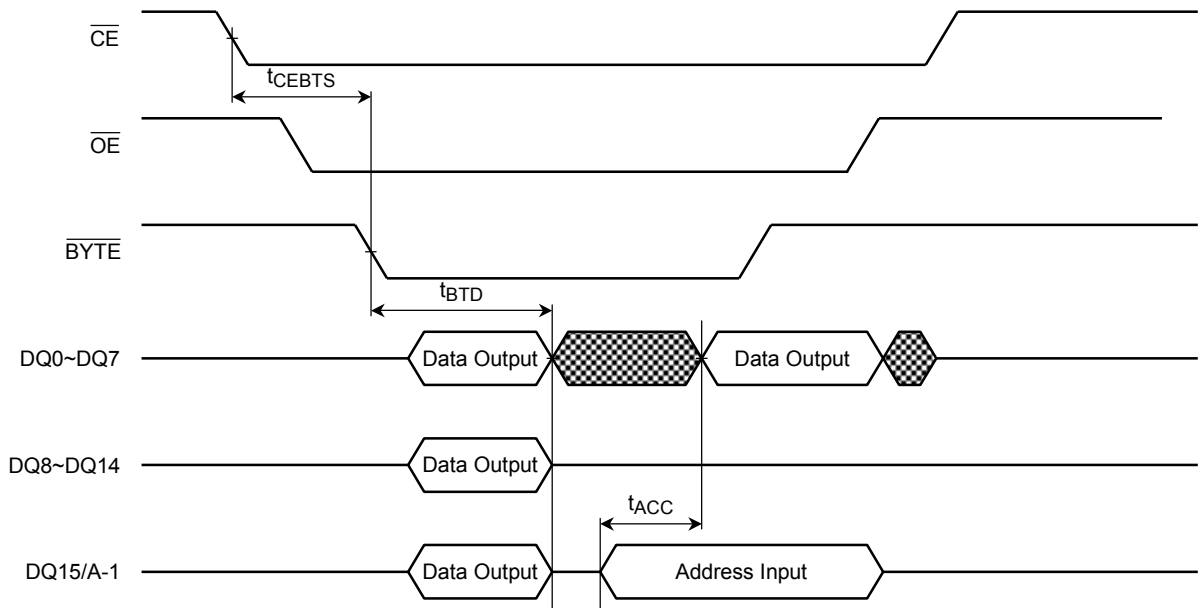 CE
tCEBTS
OE
BYTE
tBTD
DQ0~DQ7 Data Output Data Output
DQ8~DQ14 Data Output
tACC
DQ15/A-1 Data Output Address Input